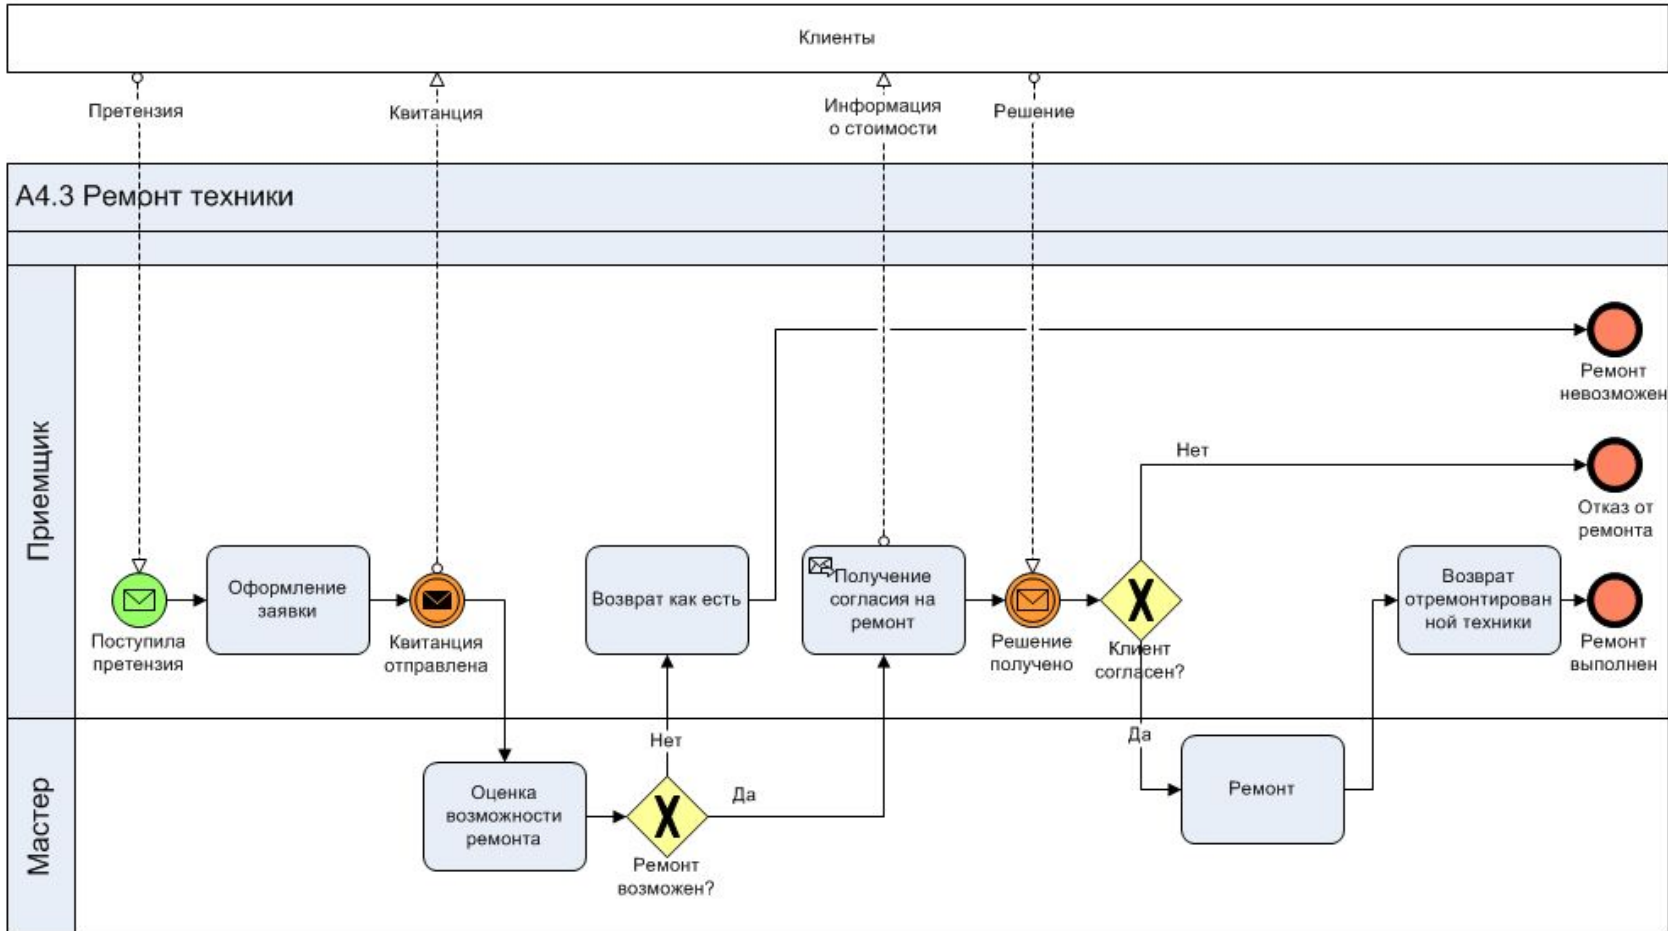 Клиенты
Претензия
Квитанция
Информация
о стоимости
Решение
А4.3 Ремонт техники
Приемщик
Ремонт
невозможен
Нет
Отказ от
ремонта
Поступила
претензия
Оформление
заявки
Квитанция
отправлена
Возврат как есть
Получение
согласия на
ремонт
Решение
получено
Клиент
согласен?
Возврат
отремонтирован
ной техники
Ремонт
выполнен
Мастер
Оценка
возможности
ремонта
Нет
Ремонт
возможен?
Да
Да
Ремонт